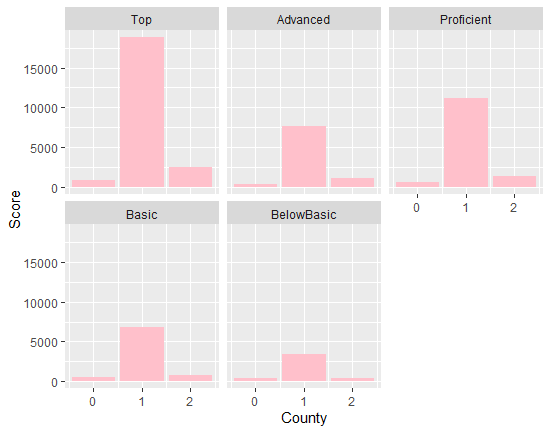 Top Advanced Proficient
15000
10000
5000
0
0 1 2
Score
Basic BelowBasic
15000
10000
5000
0
0 1 2 0 1 2
County